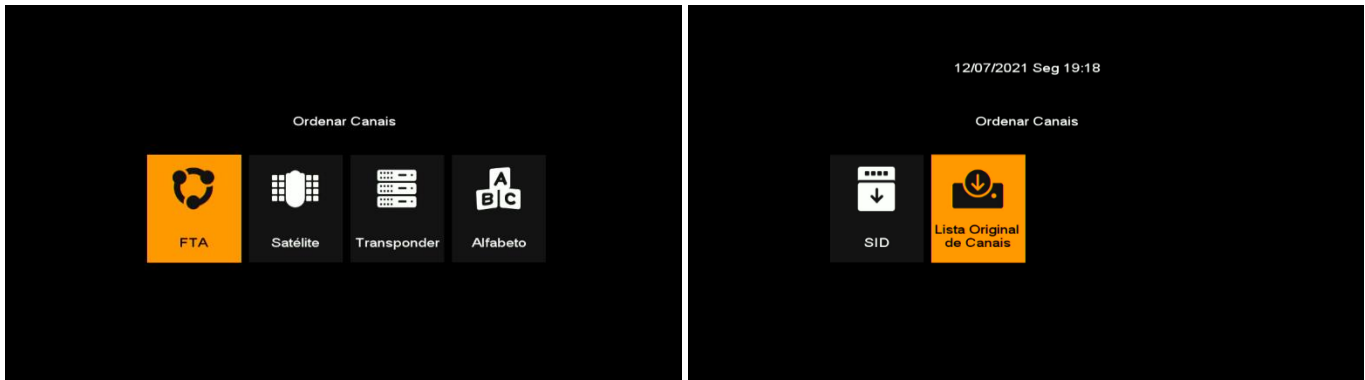 Ordenar Canais
FTA
Satélite
Transponder
A
B C
Alfabeto
12/07/2021 Seg 19:18
Ordenar Canais
SID
Lista Original
de Canais